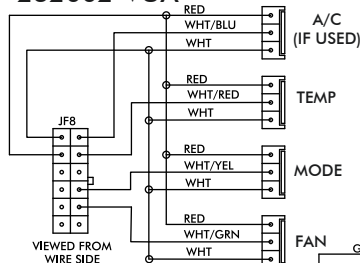 RED
WHT/BLU
WHT
A/C
(IF USED)
RED
WHT/RED
WHT
TEMP
JF8
RED
WHT/YEL
WHT
MODE
RED
WHT/GRN
WHT
FAN
VIEWED FROM
WIRE SIDE
G